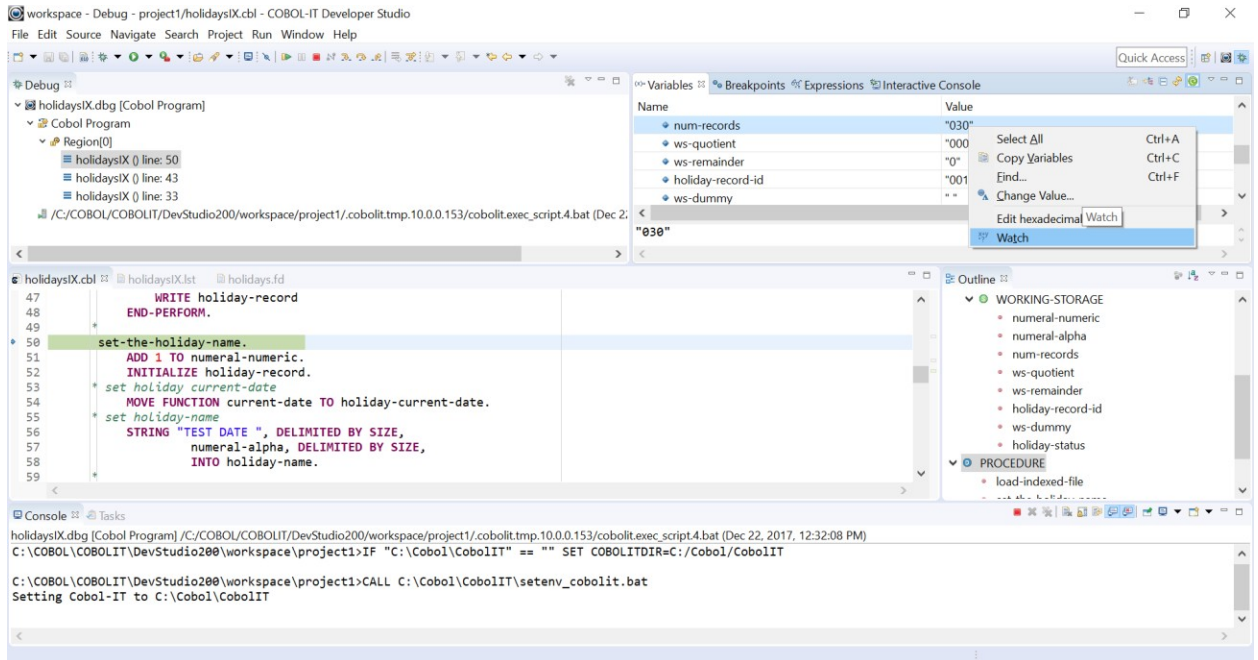 workspace - Debug - project1/holidaysIX.cbl - COBOL-IT Developer Studio
File Edit Source Navigate Search Project Run Window Help
Quick Access
Debug
holidaysIX.dbg [Cobol Program]
Cobol Program
Region[0]
holidaysIX () line: 50
holidaysIX () line: 43
holidaysIX () line: 33
/C:/COBOL/COBOLIT/DevStudio200/workspace/project1/.cobolit.tmp.10.0.0.153/cobolit.exec_script.4.bat (Dec 2
Variables Breakpoints Expressions Interactive Console
Name Value
num-records "030"
ws-quotient "000
ws-remainder "0"
holiday-record-id "001
ws-dummy " "
"030"
Select All Ctrl+A
Copy Variables Ctrl+C
Find... Ctrl+F
Change Value...
Edit hexadecimal
Watch
Watch
holidaysIX.cbl holidaysIX.lst holidays.fd
47 WRITE holiday-record
48 END-PERFORM.
49 *
50 set-the-holiday-name.
51 ADD 1 TO numeral-numeric.
52 INITIALIZE holiday-record.
53 * set holiday current-date
54 MOVE FUNCTION current-date TO holiday-current-date.
55 * set holiday-name
56 STRING "TEST DATE ", DELIMITED BY SIZE,
57 numeral-alpha, DELIMITED BY SIZE,
58 INTO holiday-name.
59 *
Outline
WORKING-STORAGE
numeral-numeric
numeral-alpha
num-records
ws-quotient
ws-remainder
holiday-record-id
ws-dummy
holiday-status
PROCEDURE
load-indexed-file
Console Tasks
holidaysIX.dbg [Cobol Program] /C:/COBOL/COBOLIT/DevStudio200/workspace/project1/.cobolit.tmp.10.0.0.153/cobolit.exec_script.4.bat (Dec 22, 2017, 12:32:08 PM)
C:\COBOL\COBOLIT\DevStudio200\workspace\project1>IF "C:\Cobol\CobolIT" == "" SET COBOLITDIR=C:/Cobol/CobolIT
C:\COBOL\COBOLIT\DevStudio200\workspace\project1>CALL C:\Cobol\CobolIT\setenv_cobolit.bat
Setting Cobol-IT to C:\Cobol\CobolIT